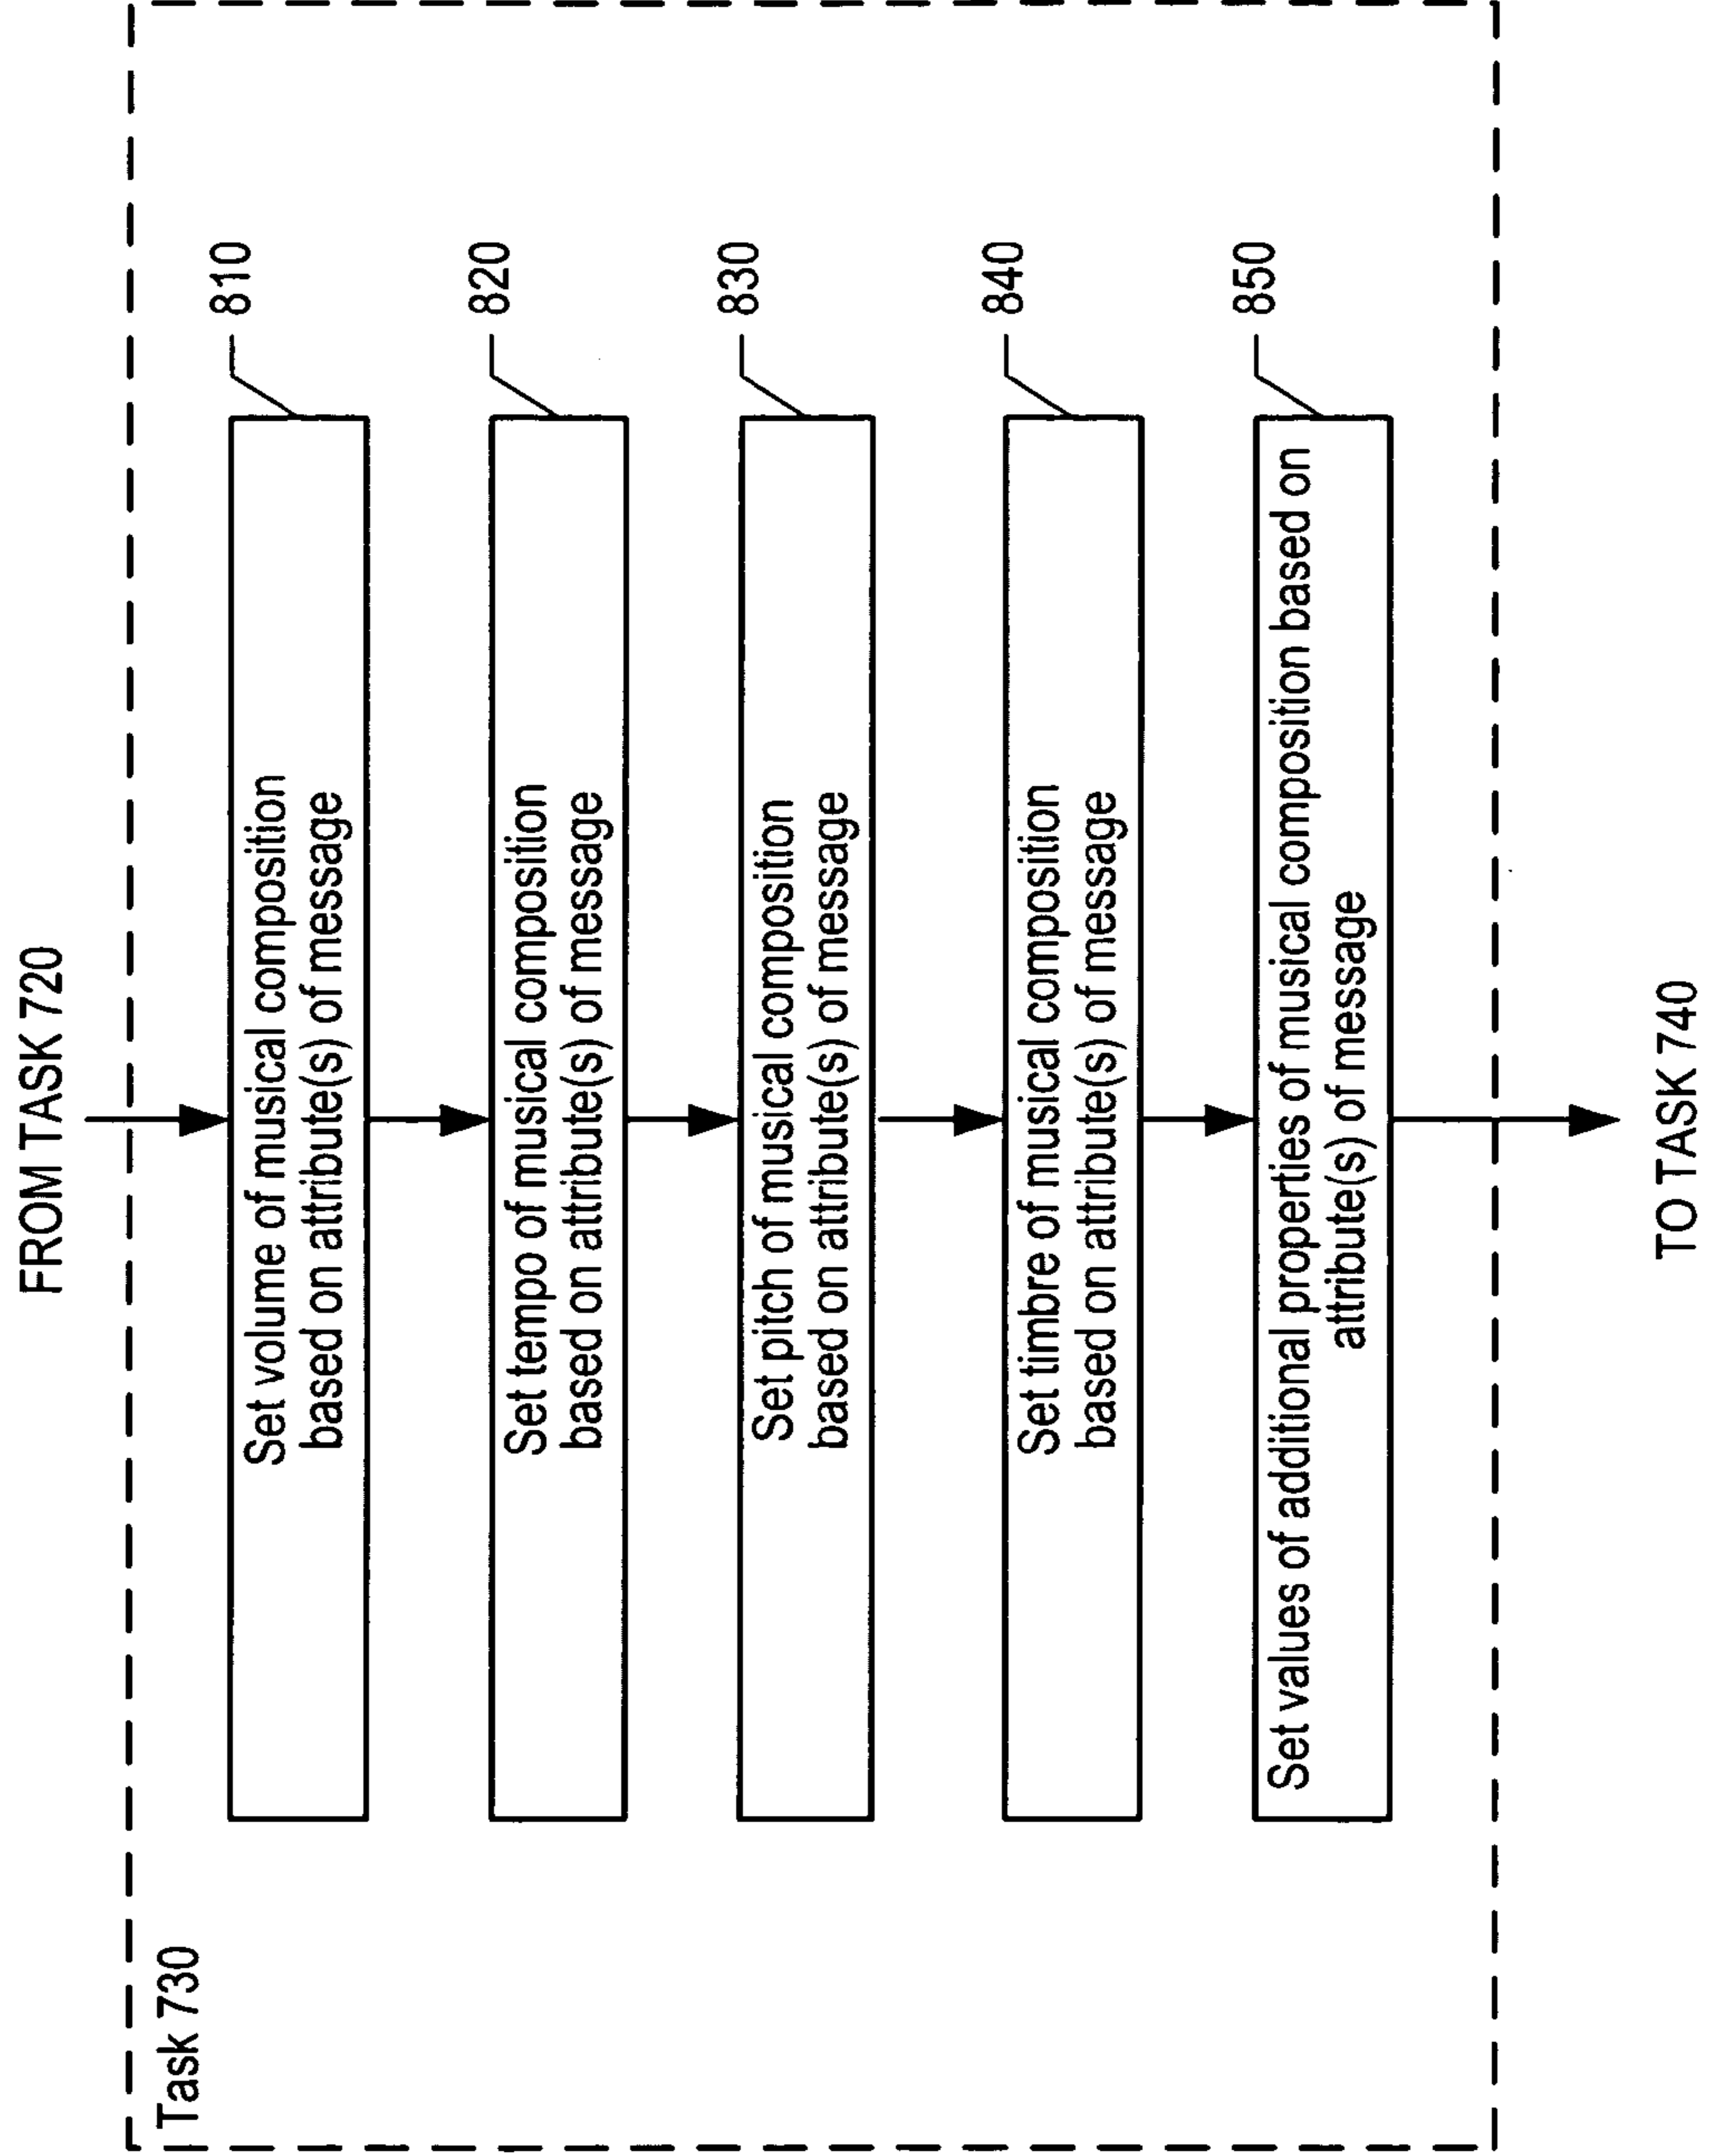 FROM TASK 720
Task 730
810
Set volume of musical composition
based on attribute(s) of message
820
Set tempo of musical composition
based on attribute(s) of message
830
Set pitch of musical composition
based on attribute(s) of message
840
Set timbre of musical composition
based on attribute(s) of message
850
Set values of additional properties of musical composition based on
attribute(s) of message
TO TASK 740